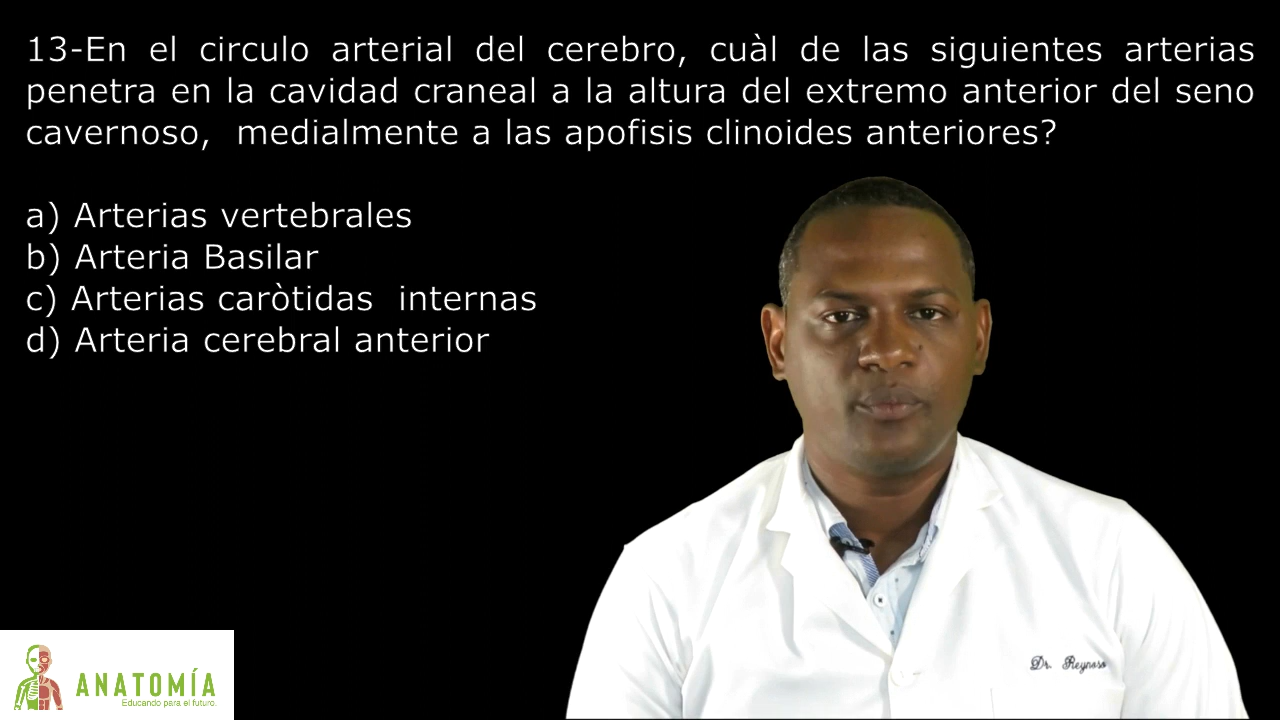 13-En el circulo arterial del cerebro, cuàl de las siguientes arterias
penetra en la cavidad craneal a la altura del extremo anterior del seno
cavernoso, medialmente a las apofisis clinoides anteriores?
a) Arterias vertebrales
b) Arteria Basilar
c) Arterias caròtidas internas
d) Arteria cerebral anterior
Dr. Reynoso
ANATOMÍA
Educando para el futuro.